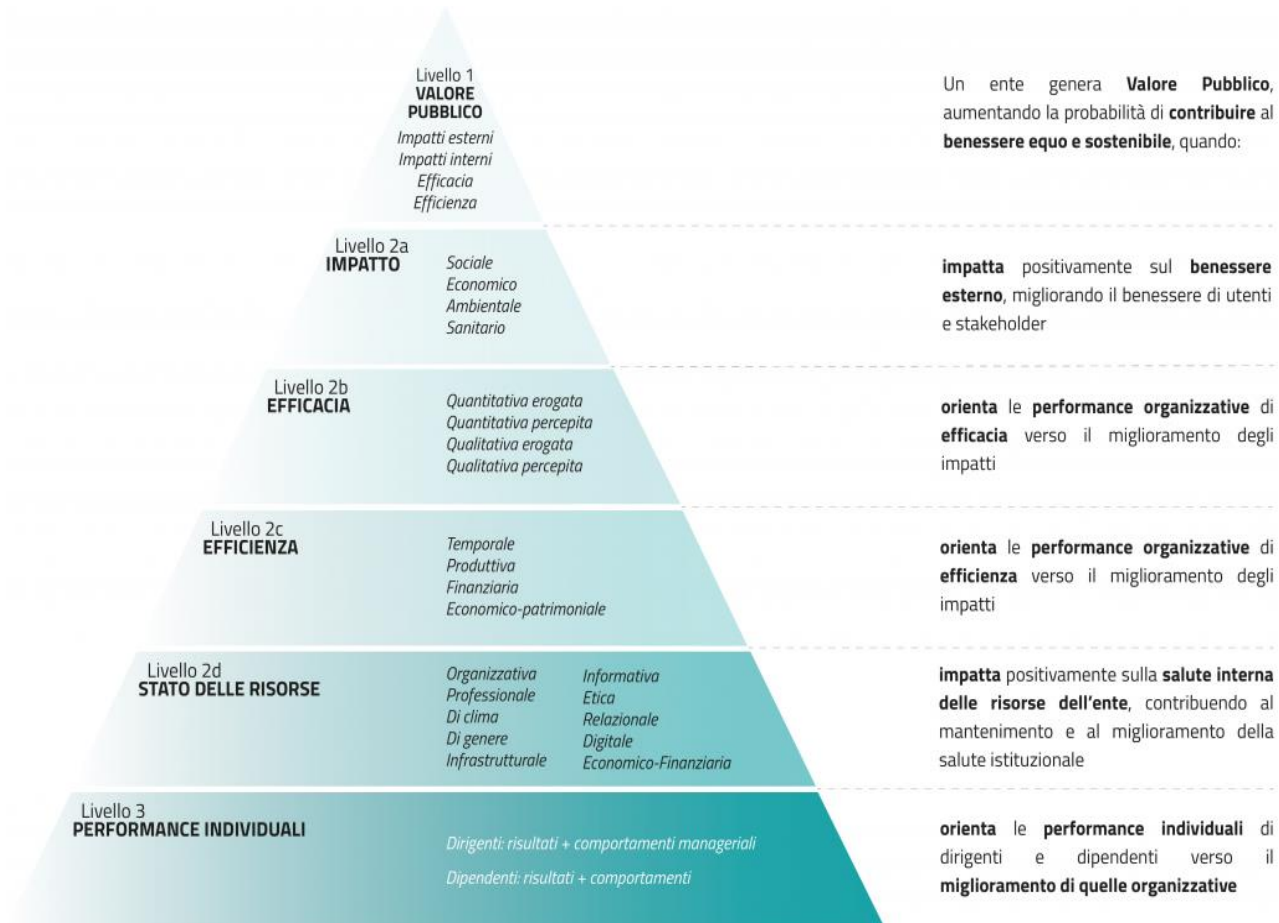 Livello 1
VALORE
PUBBLICO
Impatti esterni
Impatti interni
Efficacia
Efficienza
Un ente genera Valore Pubblico,
aumentando la probabilità di contribuire al
benessere equo e sostenibile, quando:
Livello 2a
IMPATTO
Sociale
Economico
Ambientale
Sanitario
impatta positivamente sul benessere
esterno, migliorando il benessere di utenti
e stakeholder
Livello 2b
EFFICACIA
Quantitativa erogata
Quantitativa percepita
Qualitativa erogata
Qualitativa percepita
orienta le performance organizzative di
efficacia verso il miglioramento degli
impatti
Livello 2c
EFFICIENZA
Temporale
Produttiva
Finanziaria
Economico-patrimoniale
orienta le performance organizzative di
efficienza verso il miglioramento degli
impatti
Livello 2d
STATO DELLE RISORSE
Organizzativa
Professionale
Di clima
Di genere
Infrastrutturale
Informativa
Etica
Relazionale
Digitale
Economico-Finanziaria
impatta positivamente sulla salute interna
delle risorse dell'ente, contribuendo al
mantenimento e al miglioramento della
salute istituzionale
Livello 3
PERFORMANCE INDIVIDUALI
Dirigenti: risultati + comportamenti manageriali
Dipendenti: risultati + comportamenti
orienta le performance individuali di
dirigenti e dipendenti verso il
miglioramento di quelle organizzative